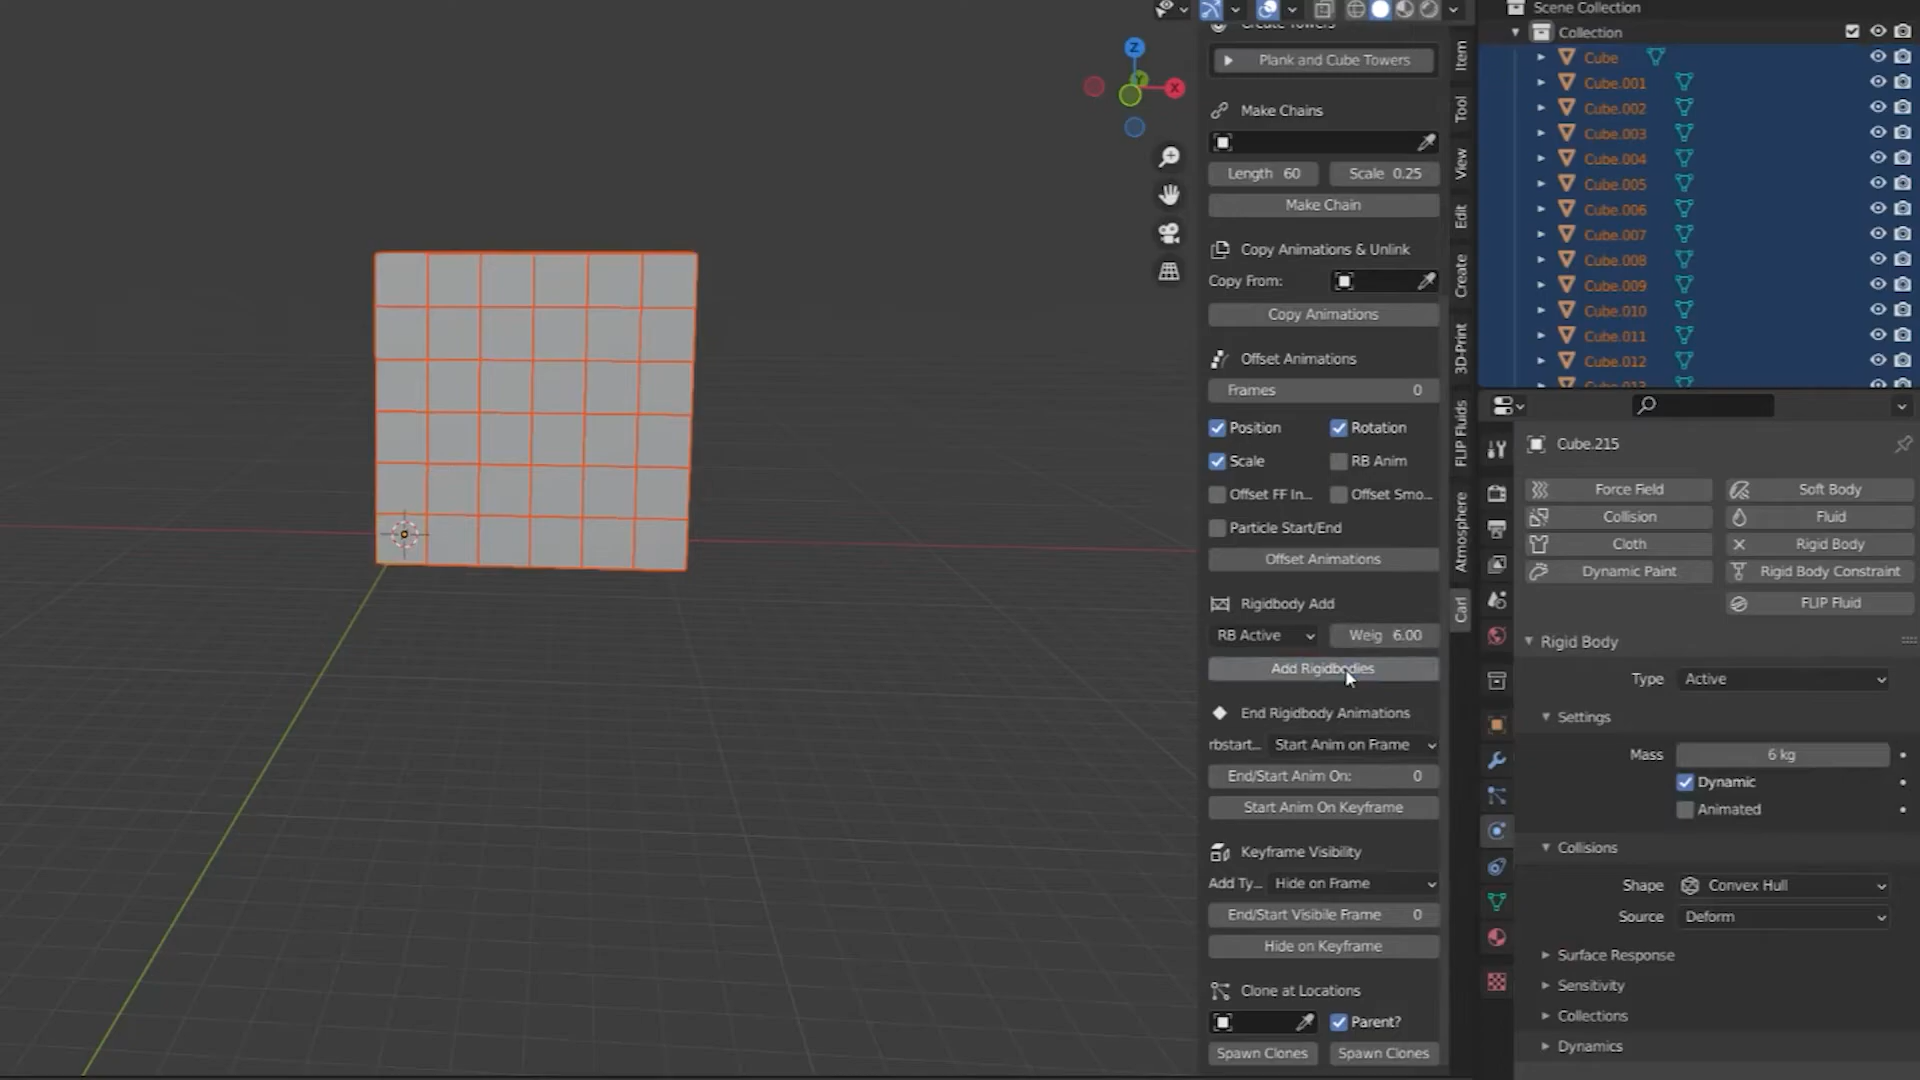 Scene Collection
Collection
Cube
Cube.001
Cube.002
Cube.003
Cube.004
Cube.005
Cube.006
Cube.007
Cube.008
Cube.009
Cube.010
Cube.011
Cube.012
Cube.013
Z
Y
X
Create Towers
Plank and Cube Towers
Make Chains
Length 60
Scale 0.25
Make Chain
Copy Animations & Unlink
Copy From:
Copy Animations
Offset Animations
Frames 0
Position
Rotation
Scale
RB Anim
Offset FF In...
Offset Smo...
Particle Start/End
Offset Animations
Rigidbody Add
RB Active
Weig 6.00
Add Rigidbodies
End Rigidbody Animations
rbstart... Start Anim on Frame
End/Start Anim On: 0
Start Anim On Keyframe
Keyframe Visibility
Add Ty... Hide on Frame
End/Start Visibile Frame 0
Hide on Keyframe
Clone at Locations
Parent?
Spawn Clones
Spawn Clones
Item
Tool
View
Edit
Create
3D-Print
FLIP Fluids
Atmosphere
Carl
Cube.215
Force Field
Soft Body
Collision
Fluid
Cloth
Rigid Body
Dynamic Paint
Rigid Body Constraint
FLIP Fluid
Rigid Body
Type Active
Settings
Mass 6 kg
Dynamic
Animated
Collisions
Shape Convex Hull
Source Deform
Surface Response
Sensitivity
Collections
Dynamics